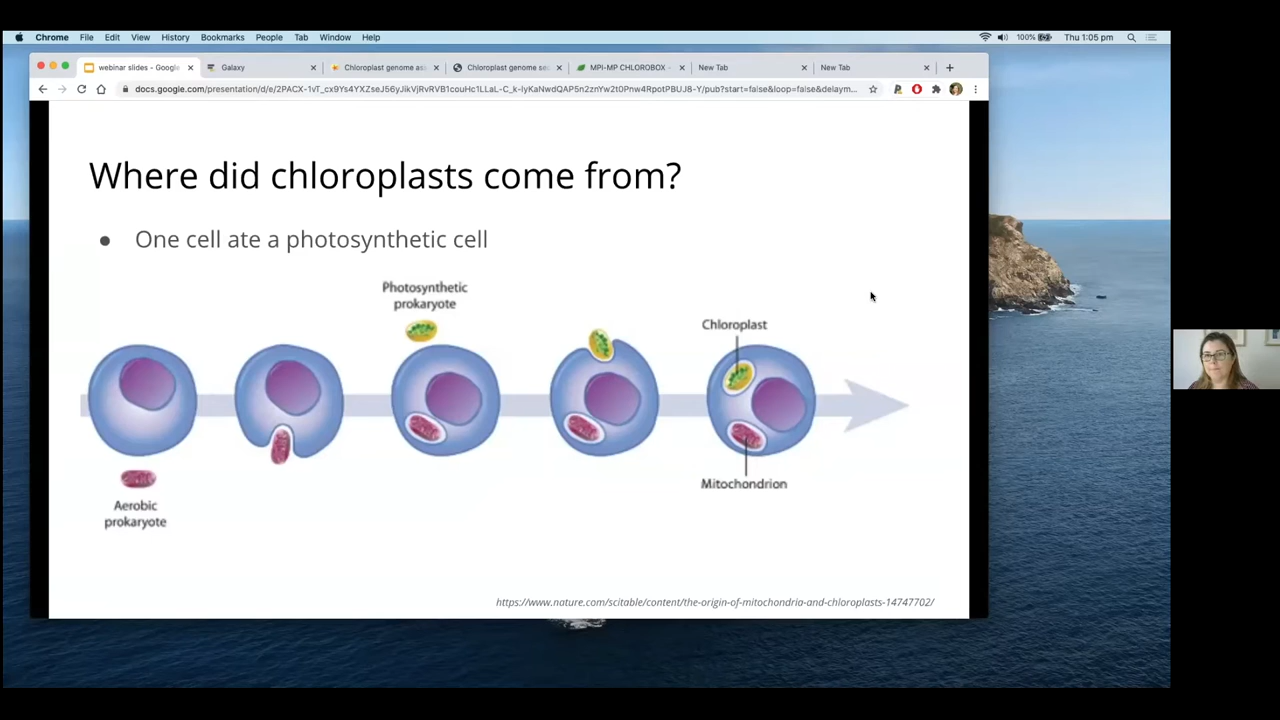 Chrome File Edit View History Bookmarks People Tab Window Help 100% Thu 1:05 pm
webinar slides - Google Galaxy Chloroplast genome as Chloroplast genome se MPI-MP CHLOROBOX - New Tab New Tab
Where did chloroplasts come from?
● One cell ate a photosynthetic cell
Photosynthetic
prokaryote
Chloroplast
Mitochondrion
Aerobic
prokaryote
https://www.nature.com/scitable/content/the-origin-of-mitochondria-and-chloroplasts-14747702/